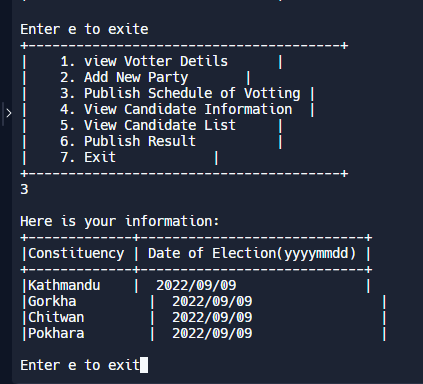 Enter e to exite
+---------------------------------------+
|    1. view Votter Detils      |
|    2. Add New Party       |
|    3. Publish Schedule of Votting |
|    4. View Candidate Information  |
|    5. View Candidate List     |
|    6. Publish Result          |
|    7. Exit            |
+---------------------------------------+
3
Here is your information:
+-------------+----------------------------+
|Constituency | Date of Election(yyyymmdd) |
+-------------+----------------------------+
|Kathmandu    |  2022/09/09                |
|Gorkha         |  2022/09/09                |
|Chitwan        |  2022/09/09                |
|Pokhara        |  2022/09/09                |
Enter e to exit